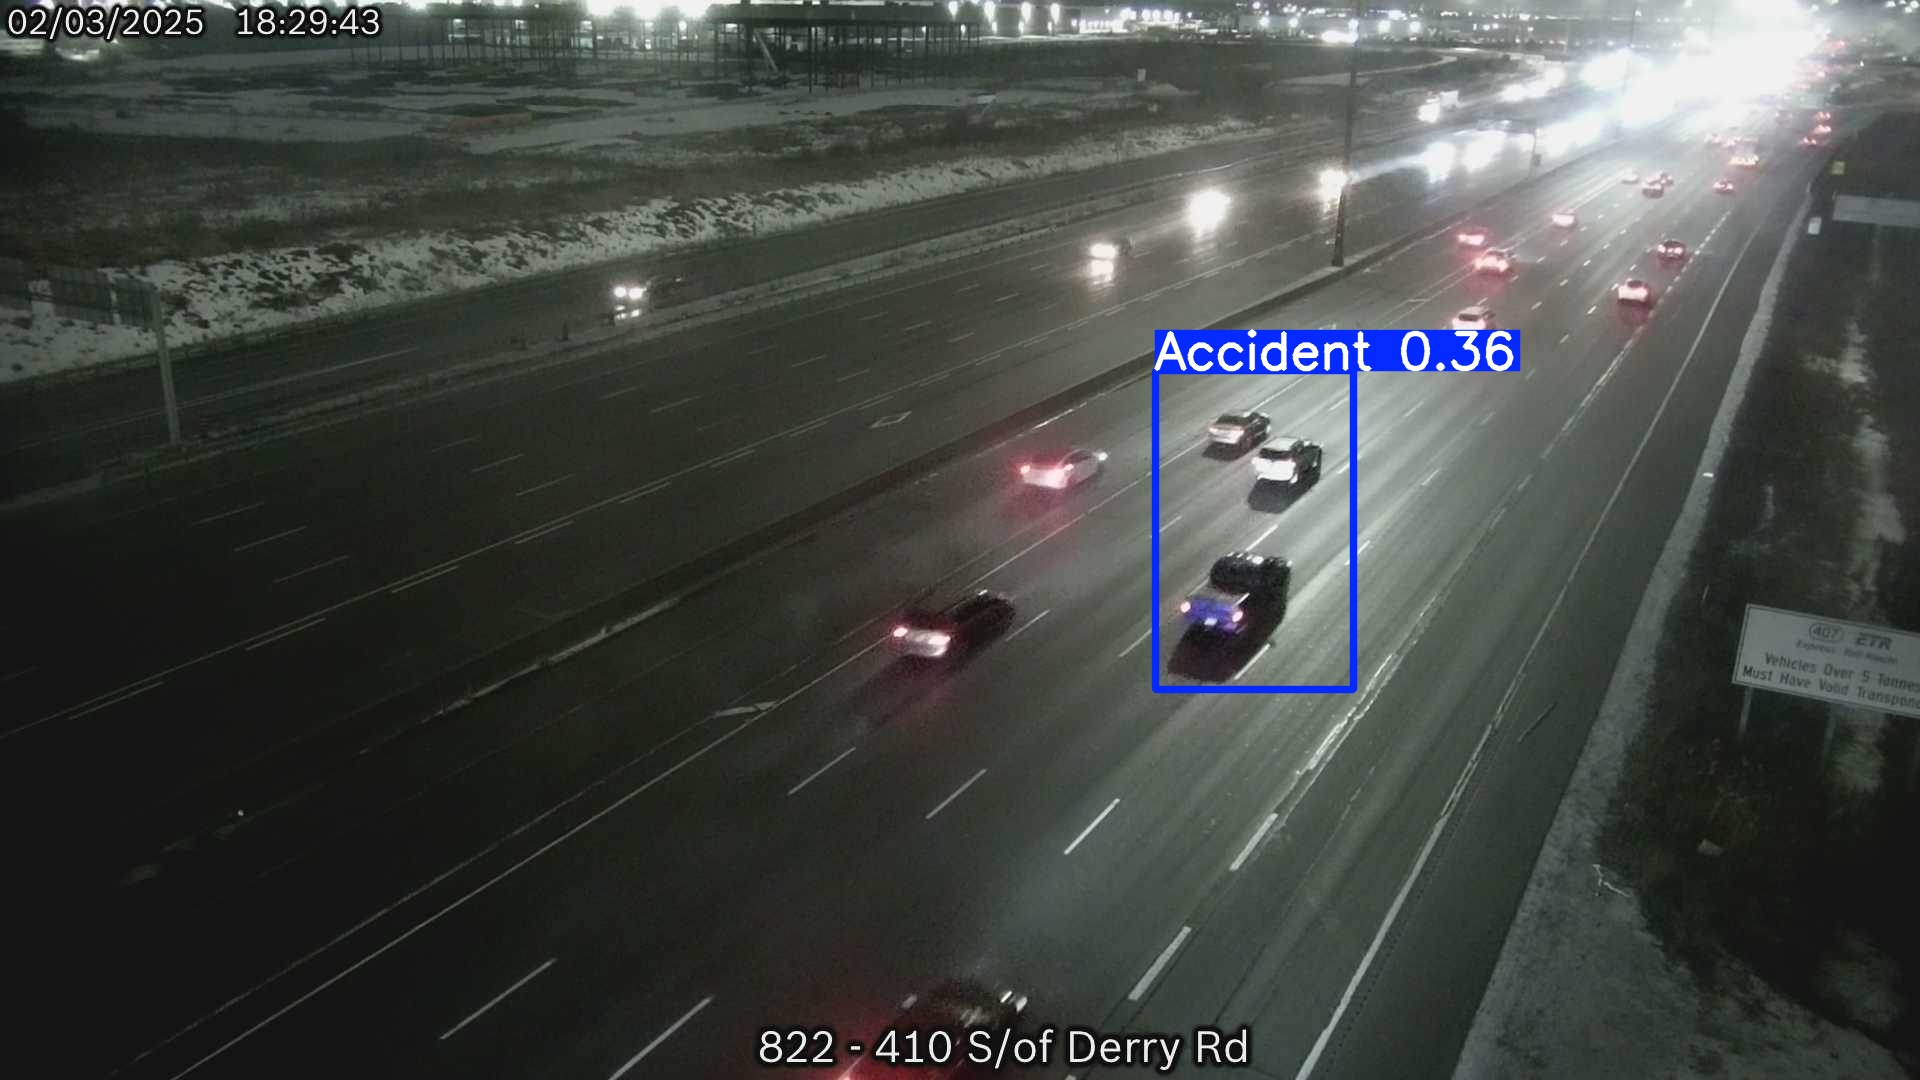 02/03/2025 18:29:43
Accident 0.36
407 ETR
Vehicles Over 5 Tonnes
Must Have Valid
822 - 410 S/of Derry Rd